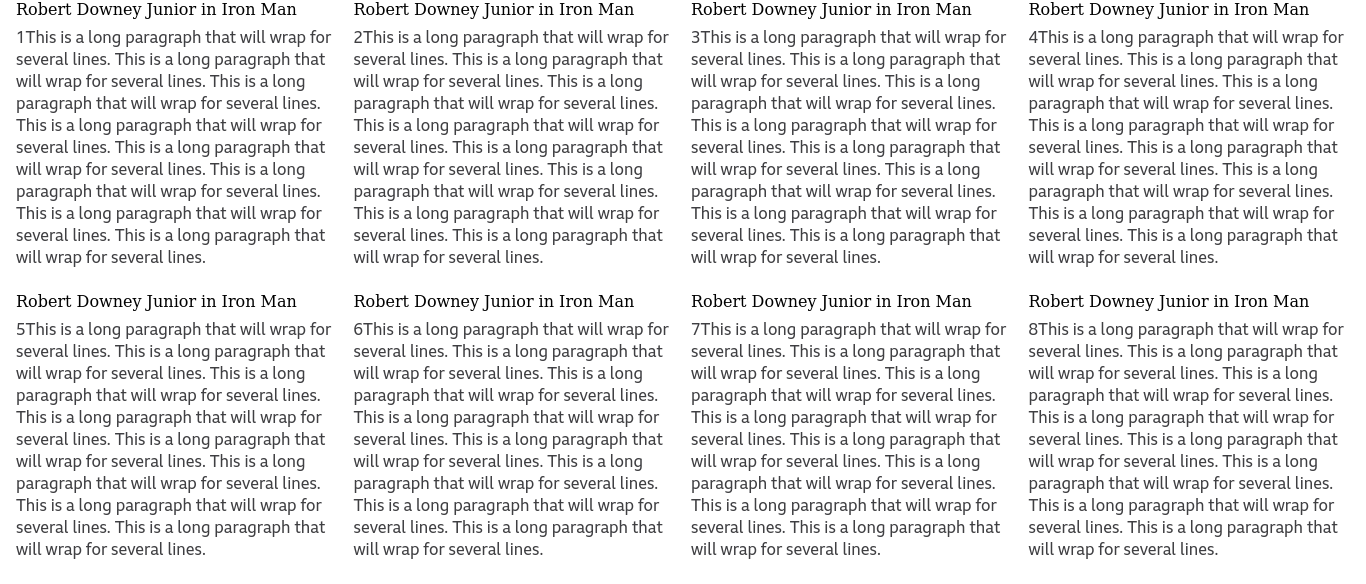 Robert Downey Junior in Iron Man
1This is a long paragraph that will wrap for
several lines. This is a long paragraph that
will wrap for several lines. This is a long
paragraph that will wrap for several lines.
This is a long paragraph that will wrap for
several lines. This is a long paragraph that
will wrap for several lines. This is a long
paragraph that will wrap for several lines.
This is a long paragraph that will wrap for
several lines. This is a long paragraph that
will wrap for several lines.
Robert Downey Junior in Iron Man
2This is a long paragraph that will wrap for
several lines. This is a long paragraph that
will wrap for several lines. This is a long
paragraph that will wrap for several lines.
This is a long paragraph that will wrap for
several lines. This is a long paragraph that
will wrap for several lines. This is a long
paragraph that will wrap for several lines.
This is a long paragraph that will wrap for
several lines. This is a long paragraph that
will wrap for several lines.
Robert Downey Junior in Iron Man
3This is a long paragraph that will wrap for
several lines. This is a long paragraph that
will wrap for several lines. This is a long
paragraph that will wrap for several lines.
This is a long paragraph that will wrap for
several lines. This is a long paragraph that
will wrap for several lines. This is a long
paragraph that will wrap for several lines.
This is a long paragraph that will wrap for
several lines. This is a long paragraph that
will wrap for several lines.
Robert Downey Junior in Iron Man
4This is a long paragraph that will wrap for
several lines. This is a long paragraph that
will wrap for several lines. This is a long
paragraph that will wrap for several lines.
This is a long paragraph that will wrap for
several lines. This is a long paragraph that
will wrap for several lines. This is a long
paragraph that will wrap for several lines.
This is a long paragraph that will wrap for
several lines. This is a long paragraph that
will wrap for several lines.
Robert Downey Junior in Iron Man
5This is a long paragraph that will wrap for
several lines. This is a long paragraph that
will wrap for several lines. This is a long
paragraph that will wrap for several lines.
This is a long paragraph that will wrap for
several lines. This is a long paragraph that
will wrap for several lines. This is a long
paragraph that will wrap for several lines.
This is a long paragraph that will wrap for
several lines. This is a long paragraph that
will wrap for several lines.
Robert Downey Junior in Iron Man
6This is a long paragraph that will wrap for
several lines. This is a long paragraph that
will wrap for several lines. This is a long
paragraph that will wrap for several lines.
This is a long paragraph that will wrap for
several lines. This is a long paragraph that
will wrap for several lines. This is a long
paragraph that will wrap for several lines.
This is a long paragraph that will wrap for
several lines. This is a long paragraph that
will wrap for several lines.
Robert Downey Junior in Iron Man
7This is a long paragraph that will wrap for
several lines. This is a long paragraph that
will wrap for several lines. This is a long
paragraph that will wrap for several lines.
This is a long paragraph that will wrap for
several lines. This is a long paragraph that
will wrap for several lines. This is a long
paragraph that will wrap for several lines.
This is a long paragraph that will wrap for
several lines. This is a long paragraph that
will wrap for several lines.
Robert Downey Junior in Iron Man
8This is a long paragraph that will wrap for
several lines. This is a long paragraph that
will wrap for several lines. This is a long
paragraph that will wrap for several lines.
This is a long paragraph that will wrap for
several lines. This is a long paragraph that
will wrap for several lines. This is a long
paragraph that will wrap for several lines.
This is a long paragraph that will wrap for
several lines. This is a long paragraph that
will wrap for several lines.